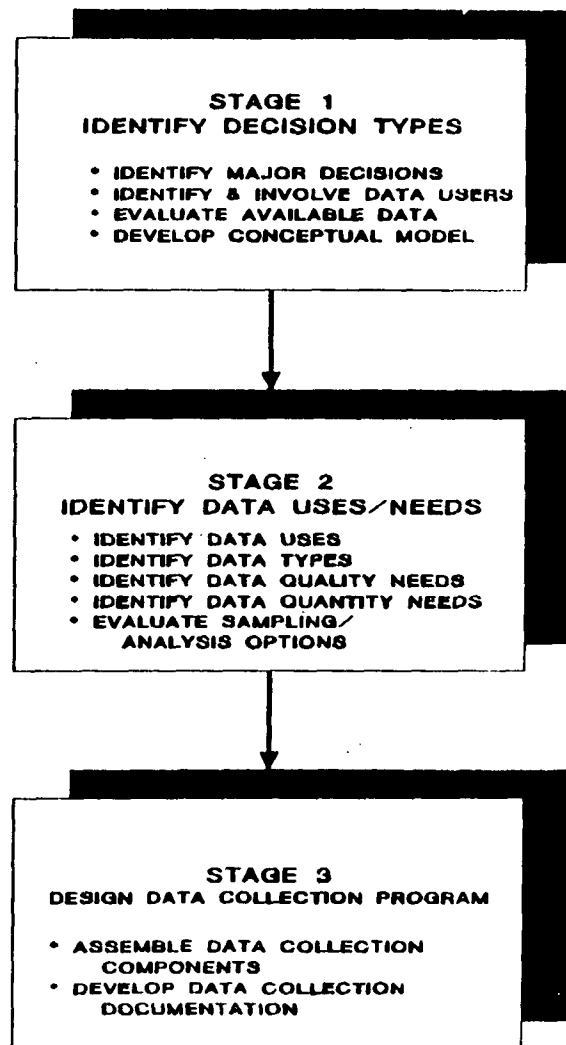 STAGE 1
IDENTIFY DECISION TYPES
• IDENTIFY MAJOR DECISIONS
• IDENTIFY & INVOLVE DATA USERS
• EVALUATE AVAILABLE DATA
• DEVELOP CONCEPTUAL MODEL
STAGE 2
IDENTIFY DATA USES/NEEDS
• IDENTIFY DATA USES
• IDENTIFY DATA TYPES
• IDENTIFY DATA QUALITY NEEDS
• IDENTIFY DATA QUANTITY NEEDS
• EVALUATE SAMPLING/
ANALYSIS OPTIONS
STAGE 3
DESIGN DATA COLLECTION PROGRAM
• ASSEMBLE DATA COLLECTION
COMPONENTS
• DEVELOP DATA COLLECTION
DOCUMENTATION